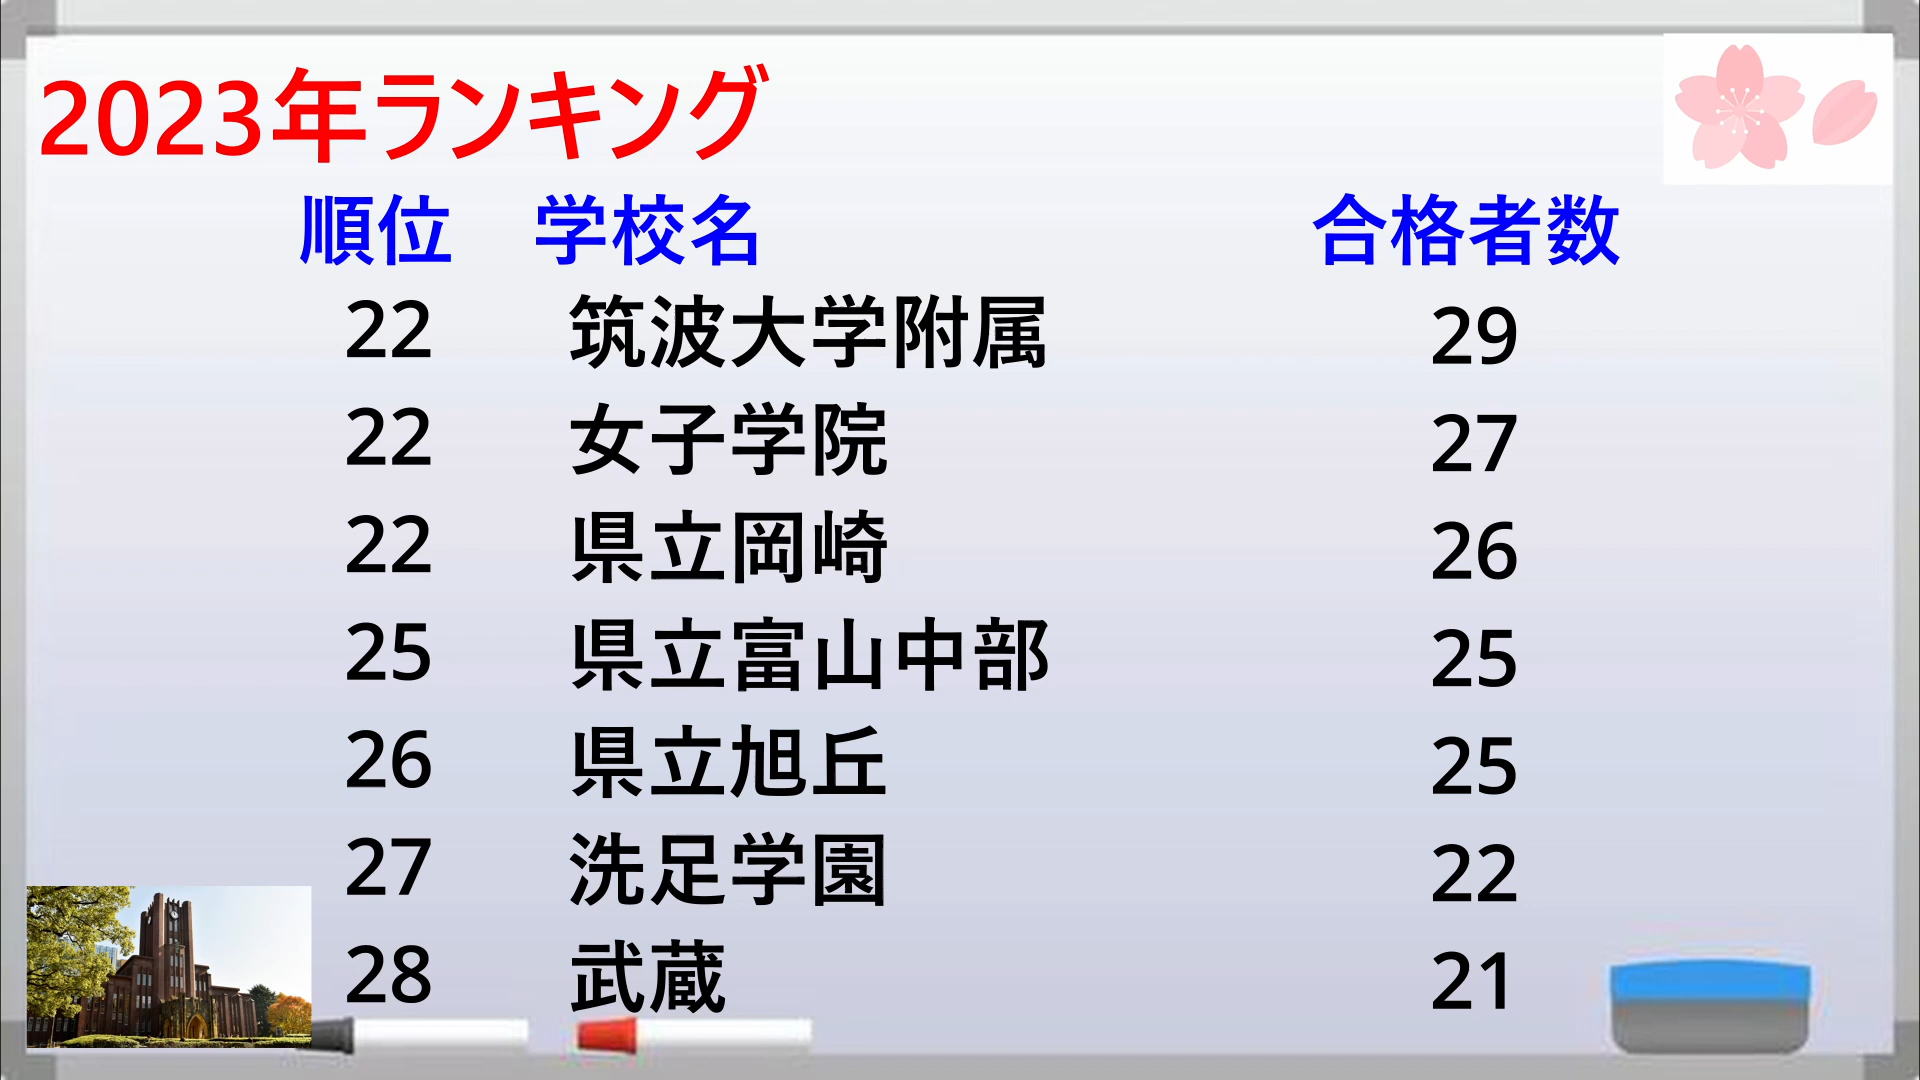 2023年ランキング
順位 学校名 合格者数
22 筑波大学附属 29
22 女子学院 27
22 県立岡崎 26
25 県立富山中部 25
26 県立旭丘 25
27 洗足学園 22
28 武蔵 21